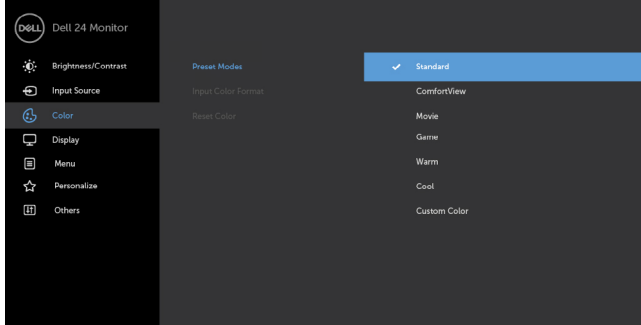 DELL Dell 24 Monitor
Brightness/Contrast
Input Source
Color
Display
Menu
Personalize
Others
Preset Modes
Input Color Format
Reset Color
Standard
ComfortView
Movie
Game
Warm
Cool
Custom Color